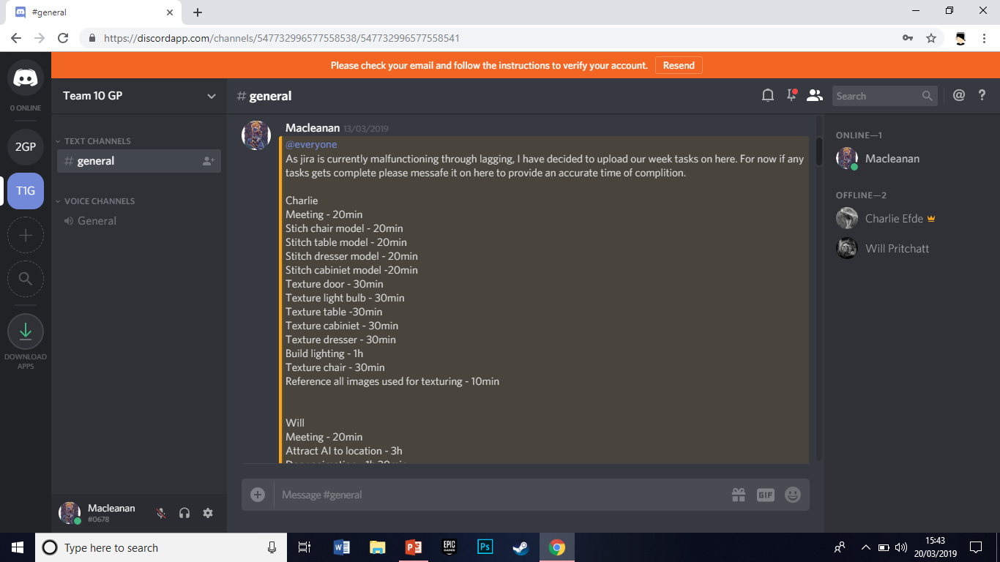 #general
https://discordapp.com/channels/547732996577558538/547732996577558541
Please check your email and follow the instructions to verify your account.
Resend
0 ONLINE
2GP
T1G
DOWNLOAD
APPS
Team 10 GP
TEXT CHANNELS
# general
VOICE CHANNELS
General
Macleanan
#0678
# general
Search
@
?
Macleanan 13/03/2019
@everyone
As jira is currently malfunctioning through lagging, I have decided to upload our week tasks on here. For now if any
tasks gets complete please messafe it on here to provide an accurate time of complition.
Charlie
Meeting - 20min
Stich chair model - 20min
Stitch table model - 20min
Stitch dresser model - 20min
Stitch cabiniet model -20min
Texture door - 30min
Texture light bulb - 30min
Texture table -30min
Texture cabiniet - 30min
Texture dresser - 30min
Build lighting - 1h
Texture chair - 30min
Reference all images used for texturing - 10min
Will
Meeting - 20min
Attract AI to location - 3h
Message #general
GIF
ONLINE—1
Macleanan
OFFLINE—2
Charlie Efde
Will Pritchatt
Type here to search
EPIC
GAMES
Ps
15:43
20/03/2019